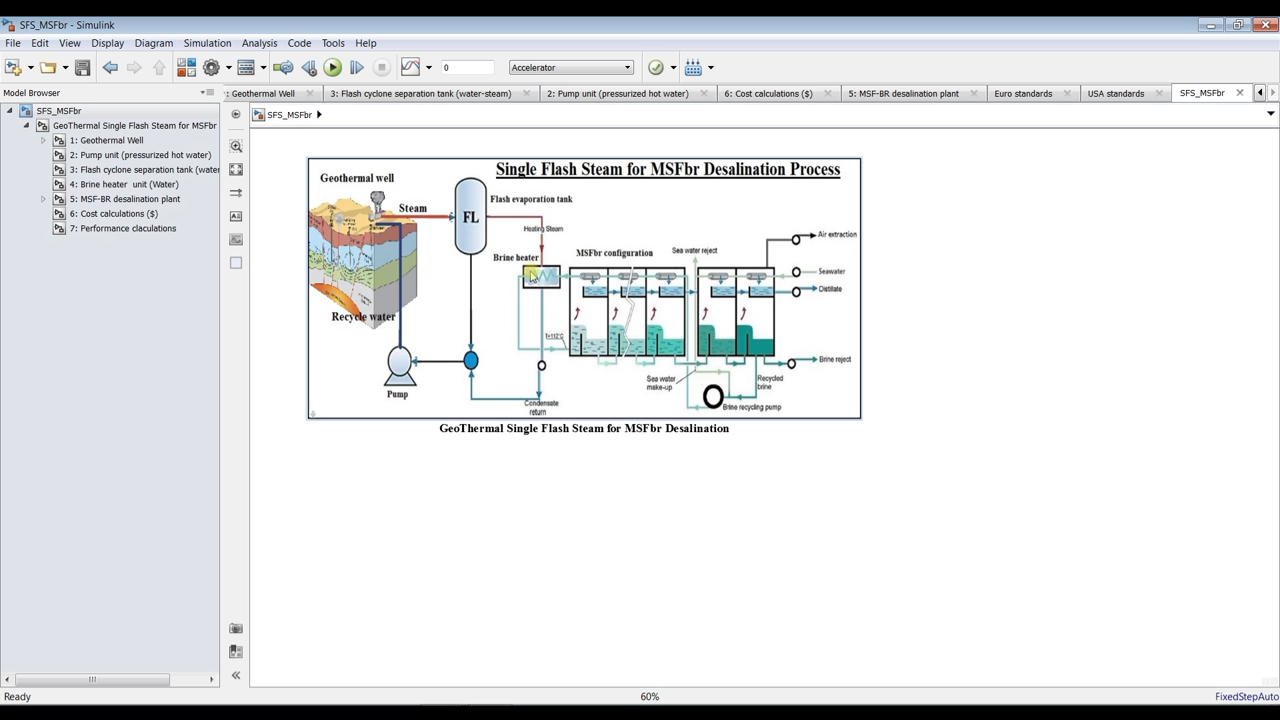 SFS_MSFbr - Simulink
File Edit View Display Diagram Simulation Analysis Code Tools Help
0
Accelerator
Model Browser
: Geothermal Well
3: Flash cyclone separation tank (water-steam)
2: Pump unit (pressurized hot water)
6: Cost calculations ($)
5: MSF-BR desalination plant
Euro standards
USA standards
SFS_MSFbr
SFS_MSFbr
SFS_MSFbr
GeoThermal Single Flash Steam for MSFbr
1: Geothermal Well
2: Pump unit (pressurized hot water)
3: Flash cyclone separation tank (water
4: Brine heater unit (Water)
5: MSF-BR desalination plant
6: Cost calculations ($)
7: Performance claculations
Single Flash Steam for MSFbr Desalination Process
Geothermal well
Steam
FL
Flash evaporation tank
Heating Steam
Brine heater
MSFbr configuration
Sea water reject
Air extraction
Seawater
Distillate
Recycle water
T=112°C
Brine reject
Pump
Sea water
make-up
Recycled
brine
Condensate
return
Brine recycling pump
GeoThermal Single Flash Steam for MSFbr Desalination
Ready
60%
FixedStepAuto